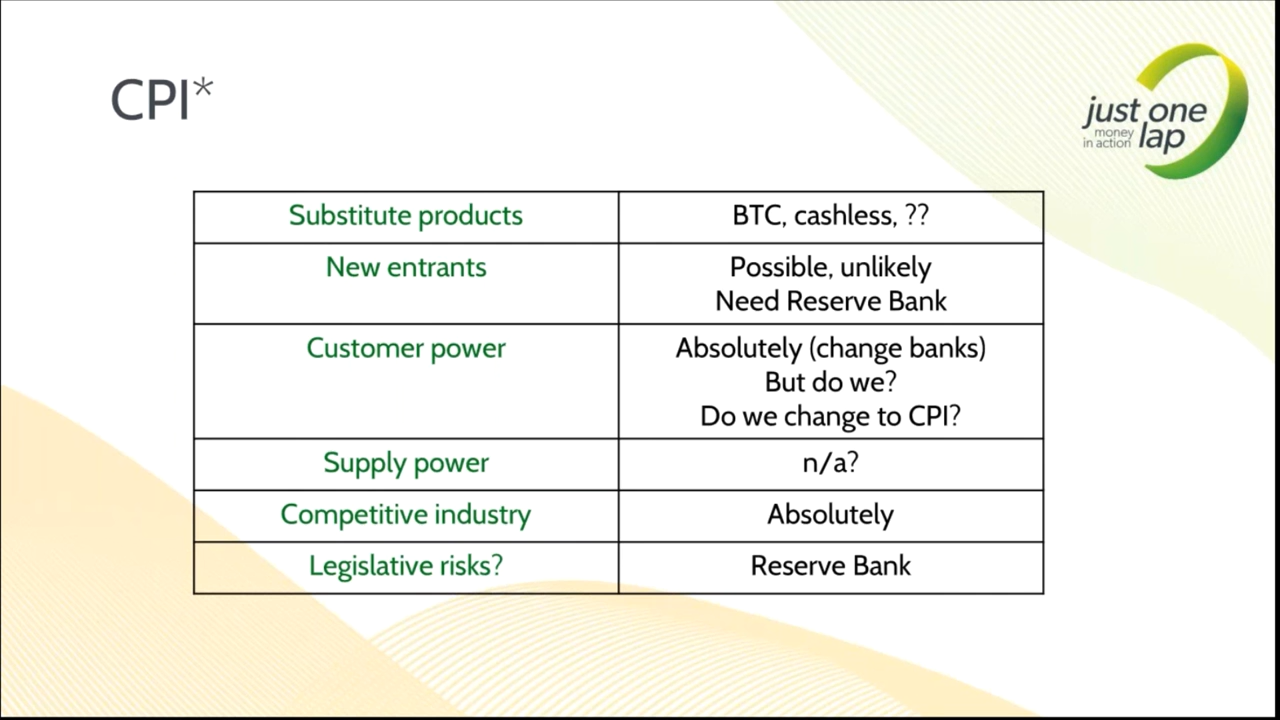 CPI*
just one
money
in action
lap
Substitute products
BTC, cashless, ??
New entrants
Possible, unlikely
Need Reserve Bank
Customer power
Absolutely (change banks)
But do we?
Do we change to CPI?
Supply power
n/a?
Competitive industry
Absolutely
Legislative risks?
Reserve Bank